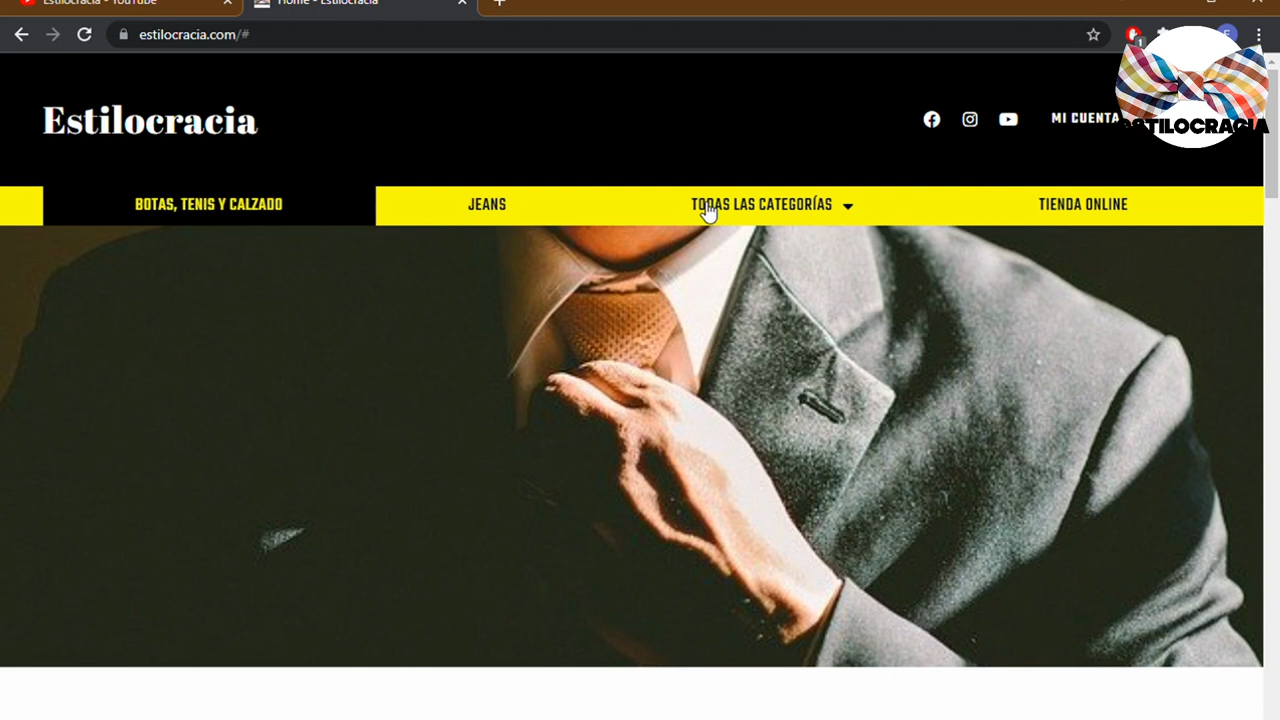 Estilocracia - YouTube
Home - Estilocracia
estilocracia.com/#
1
E
Estilocracia
MI CUENTA
ESTILOCRACIA
BOTAS, TENIS Y CALZADO
JEANS
TODAS LAS CATEGORÍAS
TIENDA ONLINE